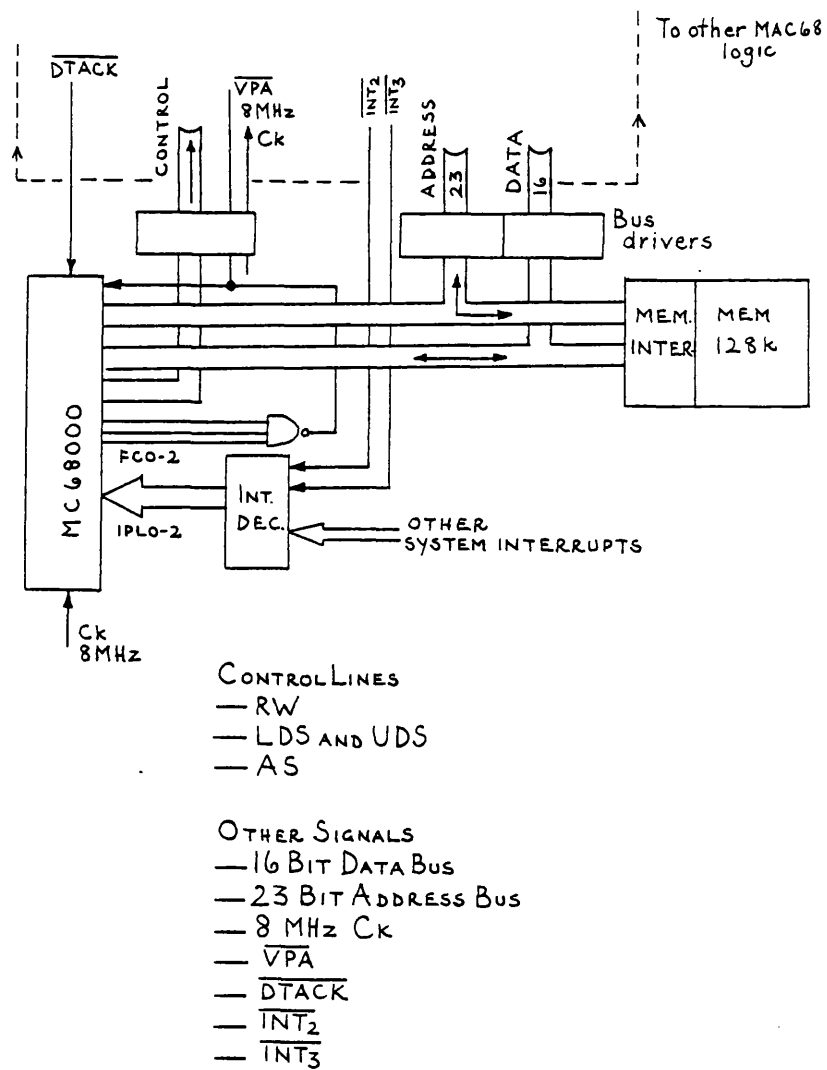 To other MAC68
logic
DTACK
CONTROL
VPA
8MHz
Ck
INT2
INT3
ADDRESS
23
DATA
16
Bus
drivers
MEM.
INTER.
MEM
128k
MC68000
FC0-2
IPL0-2
INT.
DEC.
OTHER
SYSTEM INTERRUPTS
Ck
8MHz
CONTROL LINES
— RW
— LDS AND UDS
— AS
OTHER SIGNALS
— 16 BIT DATA BUS
— 23 BIT ADDRESS BUS
— 8 MHz Ck
— VPA
— DTACK
— INT2
— INT3